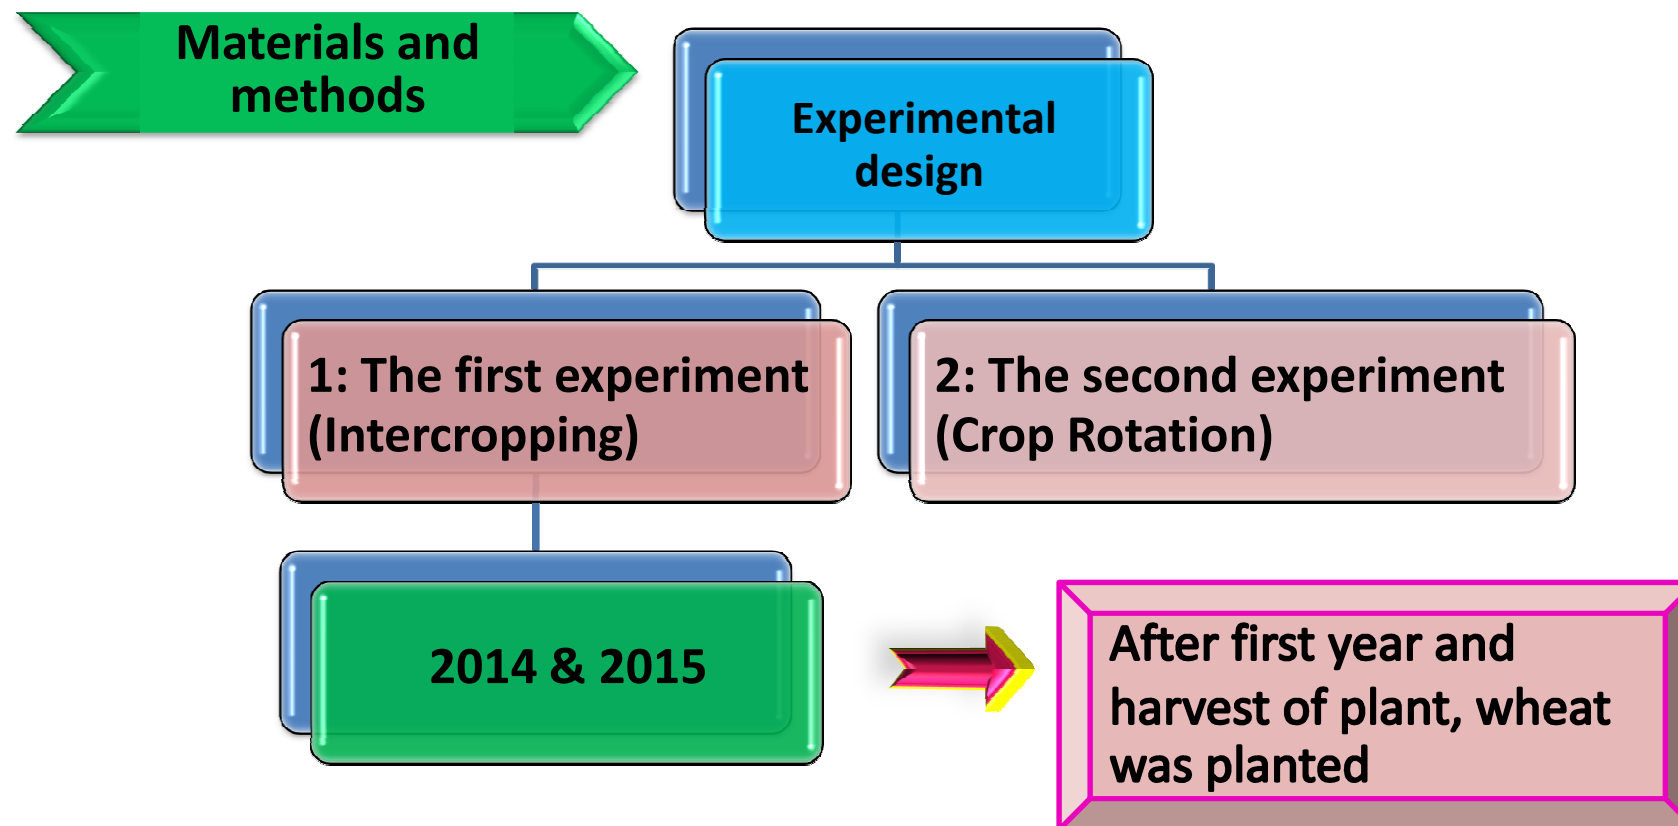 Materials and
methods
Experimental
design
1: The first experiment
(Intercropping)
2: The second experiment
(Crop Rotation)
2014 & 2015
After first year and
harvest of plant, wheat
was planted